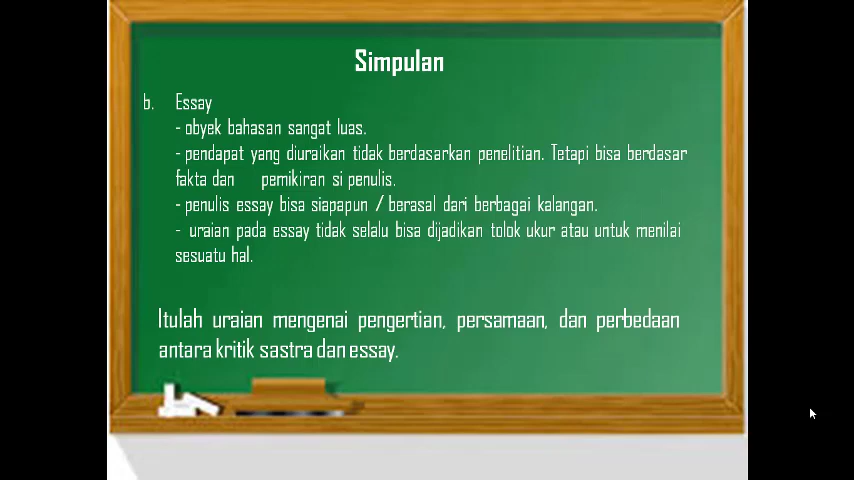 Simpulan
b. Essay
- obyek bahasan sangat luas.
- pendapat yang diuraikan tidak berdasarkan penelitian. Tetapi bisa berdasar
fakta dan pemikiran si penulis.
- penulis essay bisa siapapun / berasal dari berbagai kalangan.
- uraian pada essay tidak selalu bisa dijadikan tolok ukur atau untuk menilai
sesuatu hal.
Itulah uraian mengenai pengertian, persamaan, dan perbedaan
antara kritik sastra dan essay.